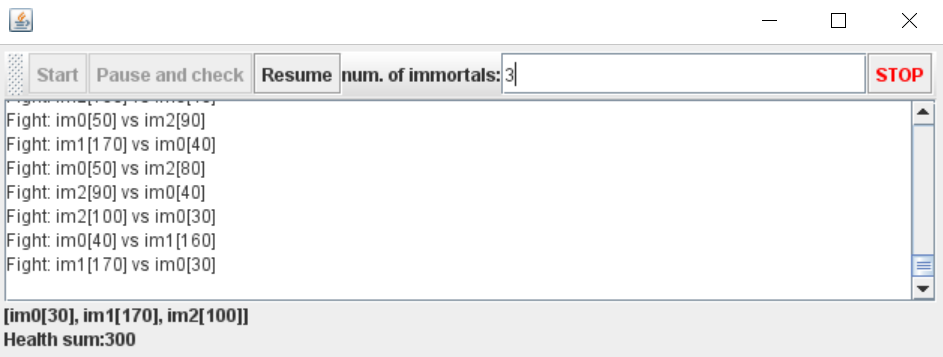 Start Pause and check Resume num. of immortals: 3 STOP
Fight: im0[50] vs im2[90]
Fight: im1[170] vs im0[40]
Fight: im0[50] vs im2[80]
Fight: im2[90] vs im0[40]
Fight: im2[100] vs im0[30]
Fight: im0[40] vs im1[160]
Fight: im1[170] vs im0[30]
[im0[30], im1[170], im2[100]]
Health sum:300